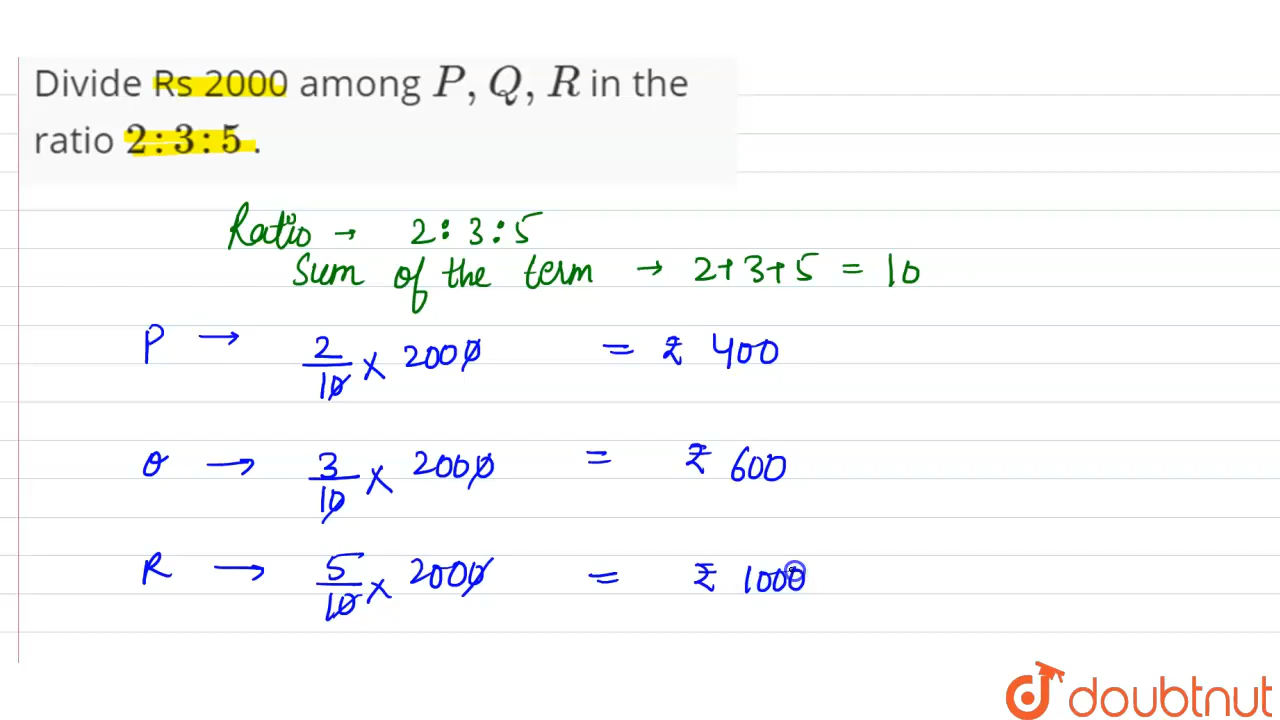 Divide Rs 2000 among P, Q, R in the
ratio 2 : 3 : 5 .
Ratio → 2 : 3 : 5
Sum of the term → 2 + 3 + 5 = 10
P → 2/10 × 2000 = ₹ 400
Q → 3/10 × 2000 = ₹ 600
R → 5/10 × 2000 = ₹ 1000
doubtnut